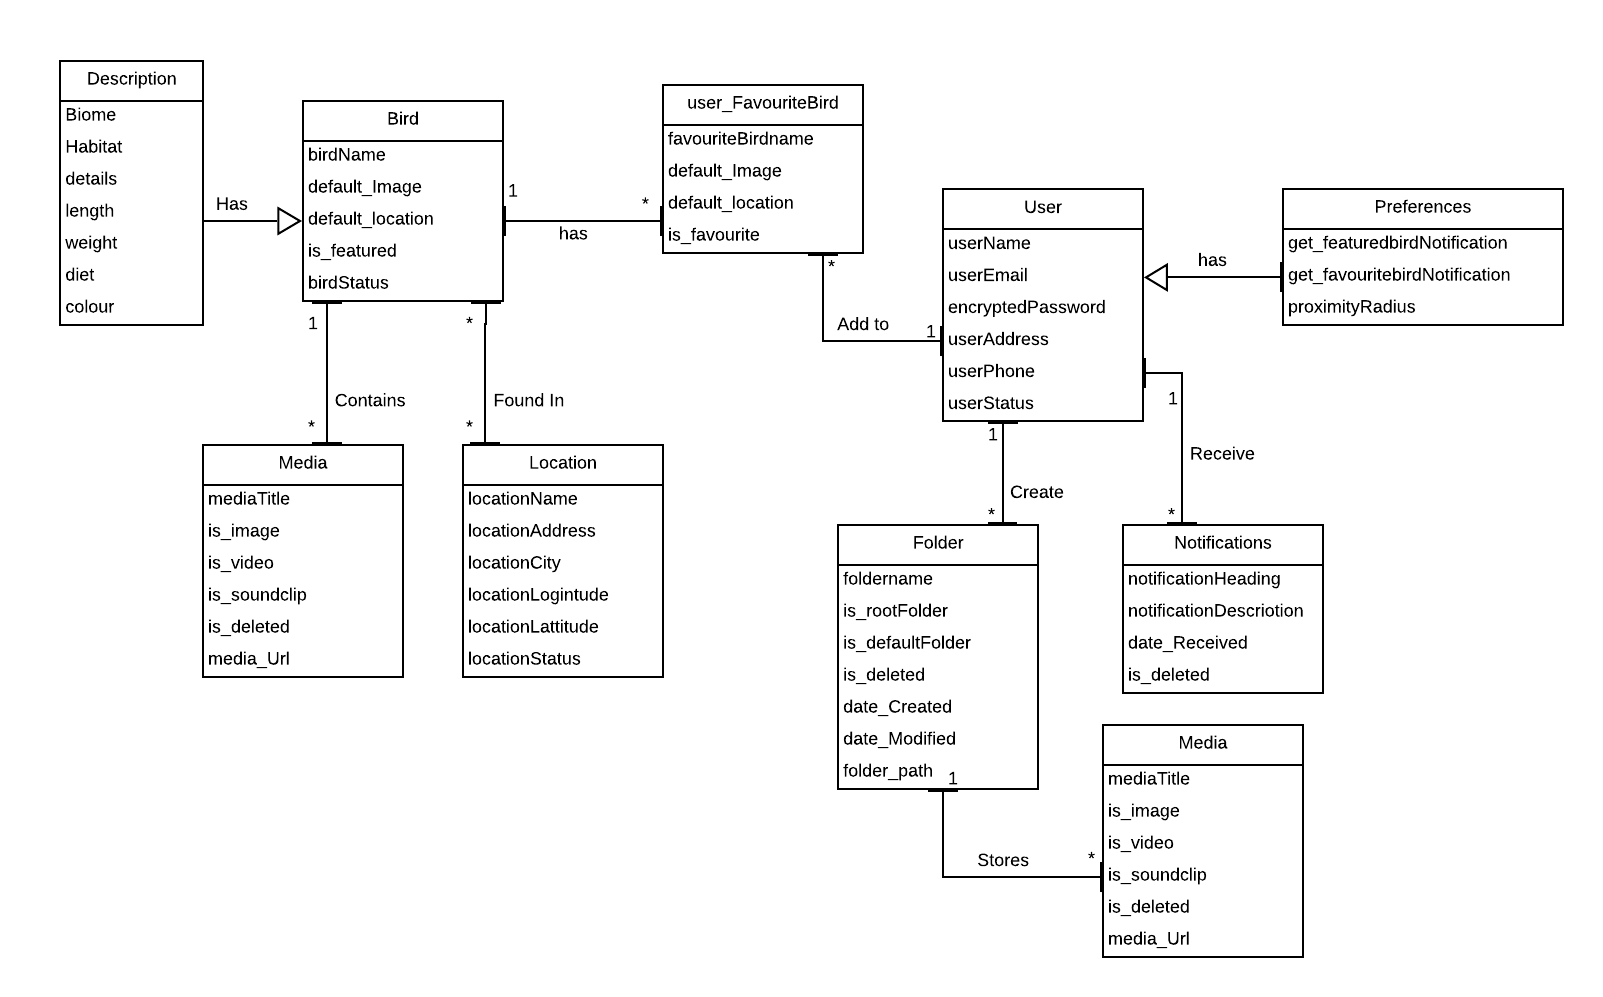 Description
Biome
Habitat
details
length
weight
diet
colour
Has
Bird
birdName
default_Image
default_location
is_featured
birdStatus
1
*
has
user_FavouriteBird
favouriteBirdname
default_Image
default_location
is_favourite
*
Add to
1
User
userName
userEmail
encryptedPassword
userAddress
userPhone
userStatus
has
Preferences
get_featuredbirdNotification
get_favouritebirdNotification
proximityRadius
1
Contains
*
*
Found In
*
Media
mediaTitle
is_image
is_video
is_soundclip
is_deleted
media_Url
Location
locationName
locationAddress
locationCity
locationLogintude
locationLattitude
locationStatus
1
Create
*
1
Receive
*
Folder
foldername
is_rootFolder
is_defaultFolder
is_deleted
date_Created
date_Modified
folder_path
1
Notifications
notificationHeading
notificationDescriotion
date_Received
is_deleted
Stores
*
Media
mediaTitle
is_image
is_video
is_soundclip
is_deleted
media_Url